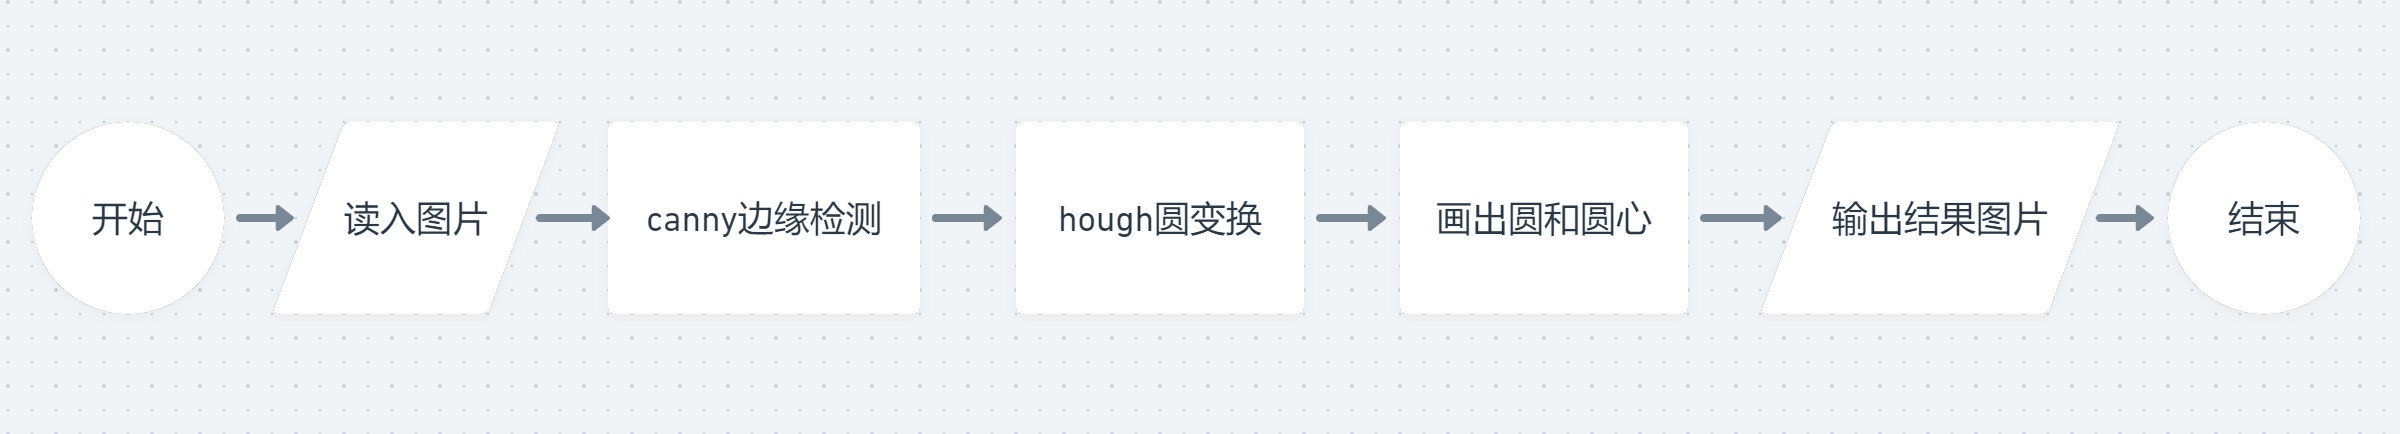 开始
读入图片
canny边缘检测
hough圆变换
画出圆和圆心
输出结果图片
结束